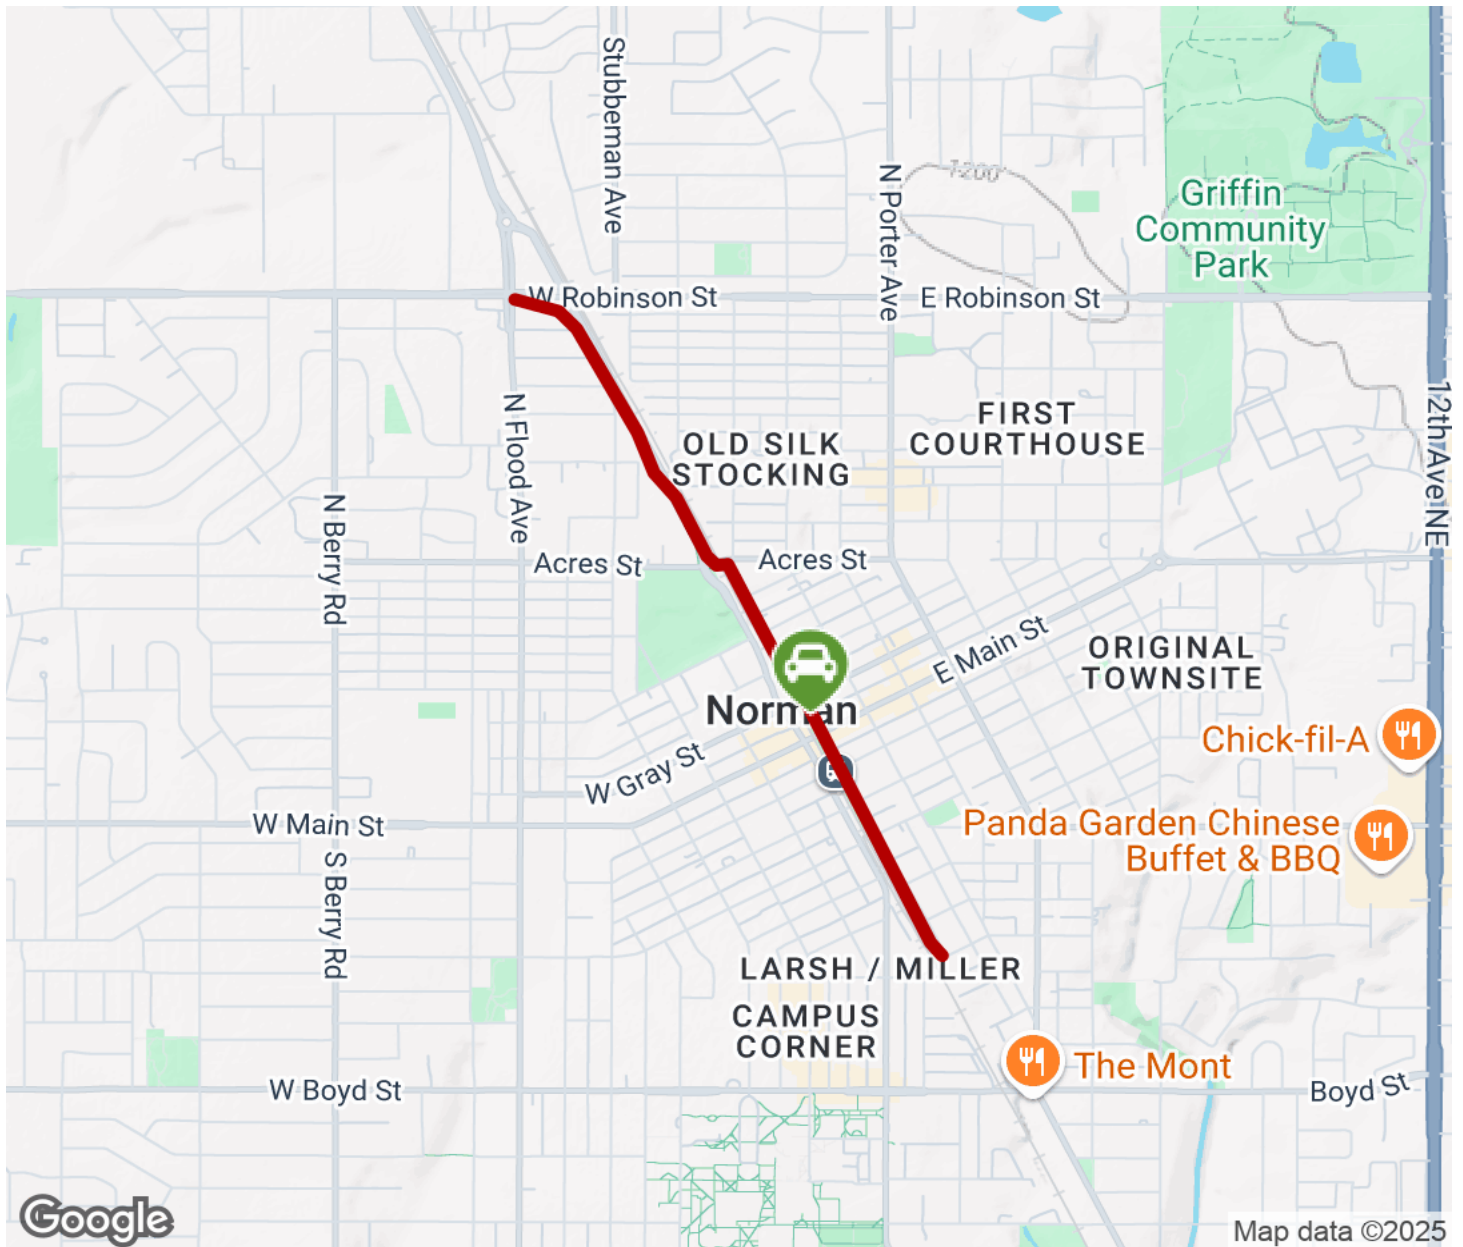 Stubbeman Ave
N Porter Ave
1200'
Griffin
Community
Park
W Robinson St
E Robinson St
12th Ave NE
N Flood Ave
FIRST
COURTHOUSE
OLD SILK
STOCKING
N Berry Rd
Acres St
Acres St
E Main St
ORIGINAL
TOWNSITE
Norman
Chick-fil-A
W Gray St
W Main St
Panda Garden Chinese
Buffet & BBQ
S Berry Rd
LARSH / MILLER
CAMPUS
CORNER
The Mont
W Boyd St
Boyd St
Google
Map data ©2025